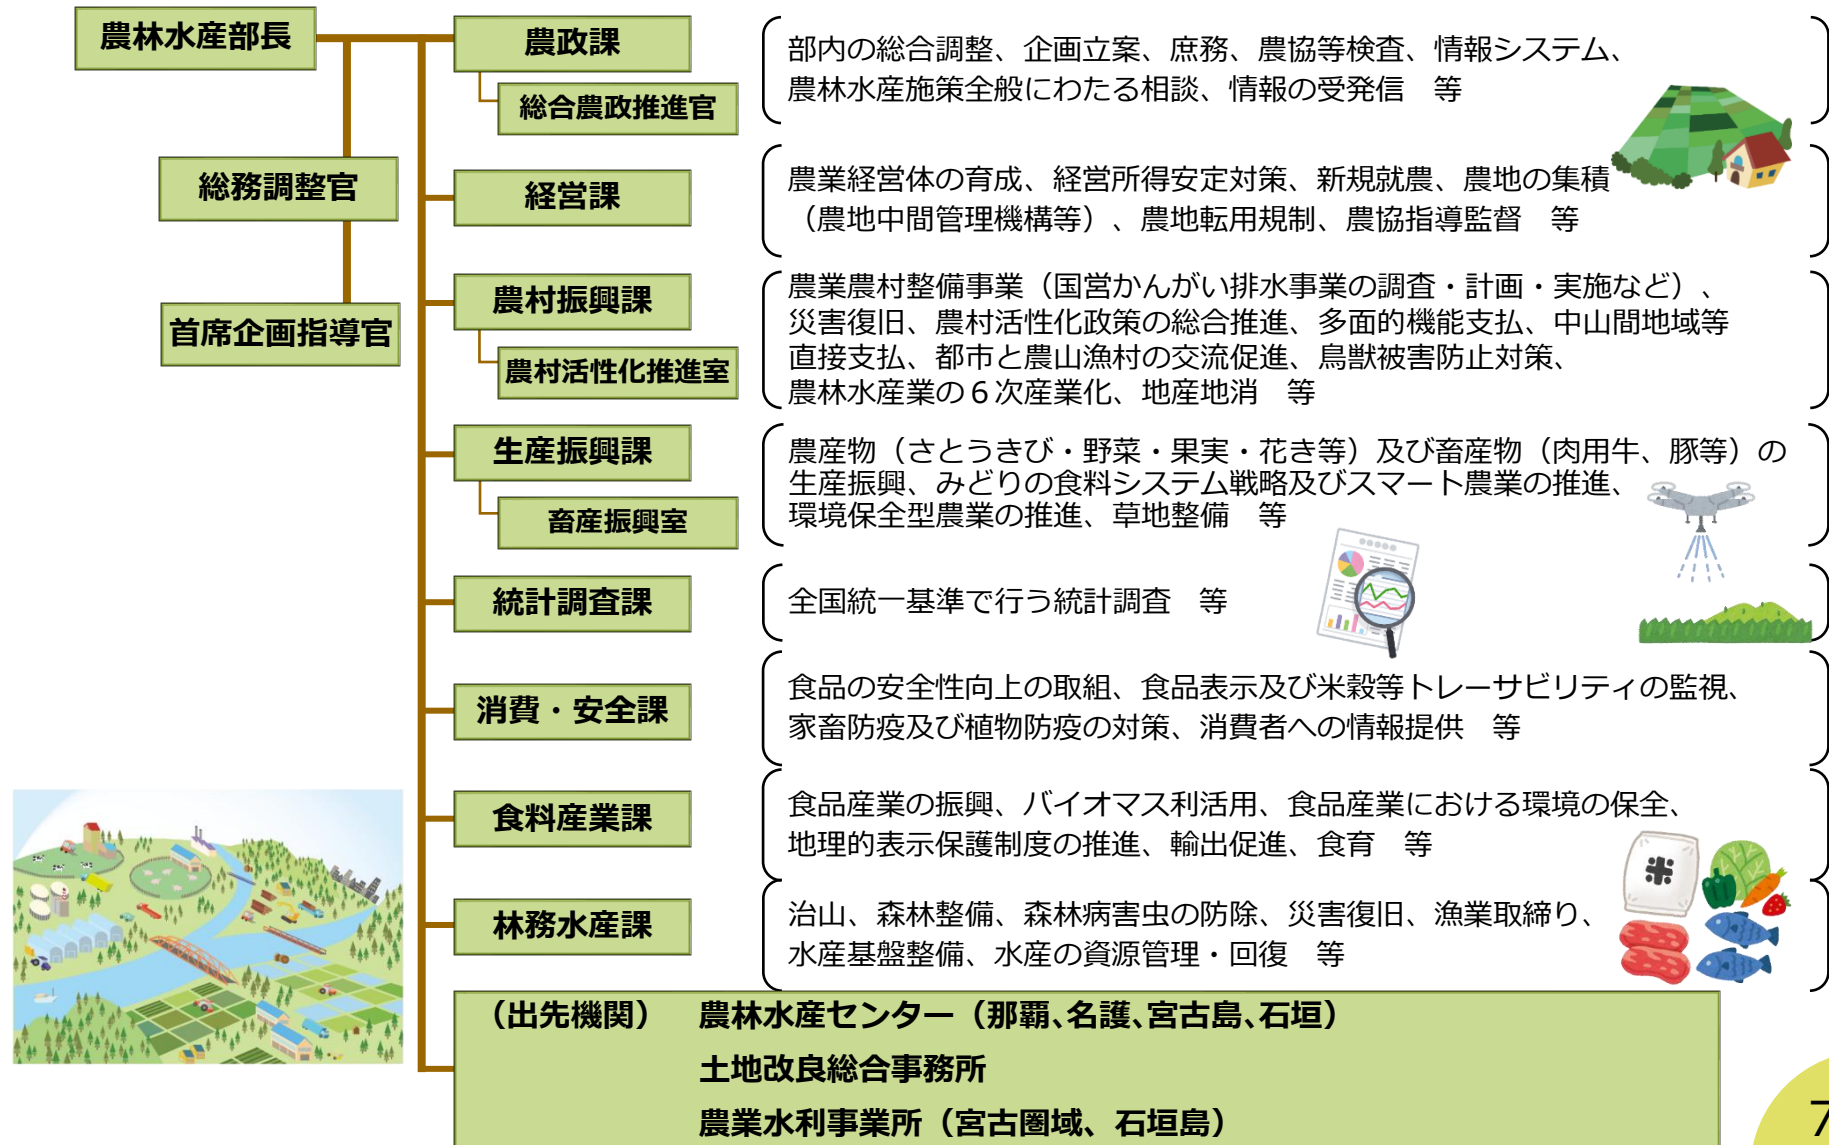 農林水産部長
総務調整官
首席企画指導官
農政課
総合農政推進官
部内の総合調整、企画立案、庶務、農協等検査、情報システム、
農林水産施策全般にわたる相談、情報の受発信　等
経営課
農業経営体の育成、経営所得安定対策、新規就農、農地の集積
（農地中間管理機構等）、農地転用規制、農協指導監督　等
農村振興課
農村活性化推進室
農業農村整備事業（国営かんがい排水事業の調査・計画・実施など）、
災害復旧、農村活性化政策の総合推進、多面的機能支払、中山間地域等
直接支払、都市と農山漁村の交流促進、鳥獣被害防止対策、
農林水産業の６次産業化、地産地消　等
生産振興課
畜産振興室
農産物（さとうきび・野菜・果実・花き等）及び畜産物（肉用牛、豚等）の
生産振興、みどりの食料システム戦略及びスマート農業の推進、
環境保全型農業の推進、草地整備　等
統計調査課
全国統一基準で行う統計調査　等
消費・安全課
食品の安全性向上の取組、食品表示及び米穀等トレーサビリティの監視、
家畜防疫及び植物防疫の対策、消費者への情報提供　等
食料産業課
食品産業の振興、バイオマス利活用、食品産業における環境の保全、
地理的表示保護制度の推進、輸出促進、食育　等
米
林務水産課
治山、森林整備、森林病害虫の防除、災害復旧、漁業取締り、
水産基盤整備、水産の資源管理・回復　等
（出先機関）　農林水産センター（那覇、名護、宮古島、石垣）
土地改良総合事務所
農業水利事業所（宮古圏域、石垣島）
7